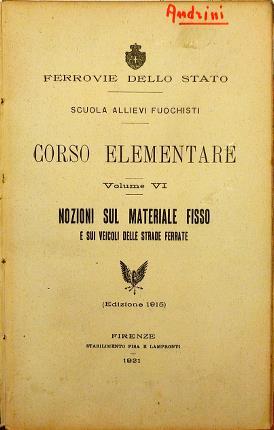 Andrini
FERROVIE DELLO STATO
SCUOLA ALLIEVI FUOCHISTI
CORSO ELEMENTARE
Volume VI
NOZIONI SUL MATERIALE FISSO
E SUI VEICOLI DELLE STRADE FERRATE
(Edizione 1915)
FIRENZE
STABILIMENTO PISA E LAMPRONTI
1921